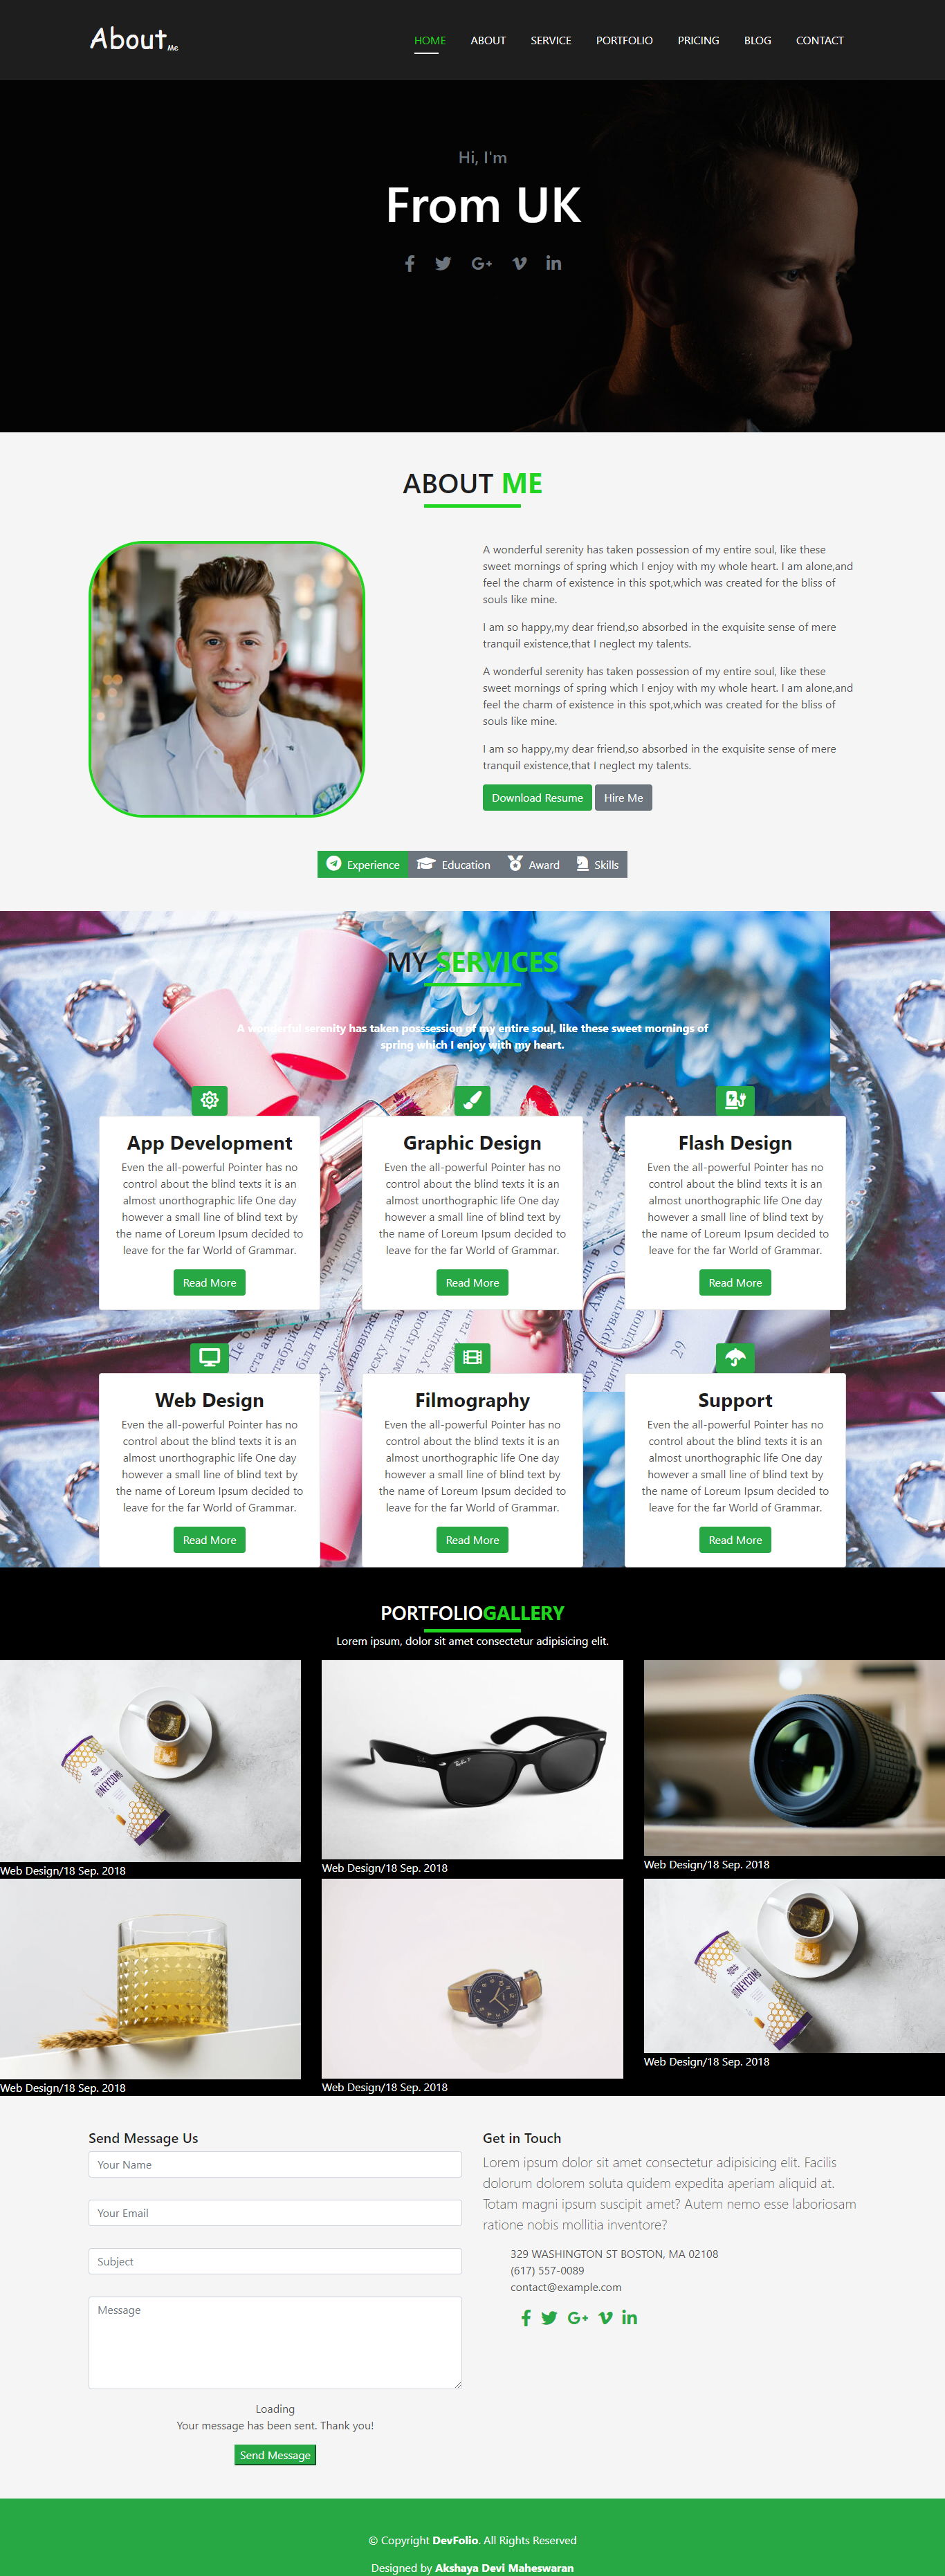 About Me
HOME ABOUT SERVICE PORTFOLIO PRICING BLOG CONTACT
Hi, I'm
From UK
ABOUT ME
A wonderful serenity has taken possession of my entire soul, like these
sweet mornings of spring which I enjoy with my whole heart. I am alone,and
feel the charm of existence in this spot,which was created for the bliss of
souls like mine.
I am so happy,my dear friend,so absorbed in the exquisite sense of mere
tranquil existence,that I neglect my talents.
A wonderful serenity has taken possession of my entire soul, like these
sweet mornings of spring which I enjoy with my whole heart. I am alone,and
feel the charm of existence in this spot,which was created for the bliss of
souls like mine.
I am so happy,my dear friend,so absorbed in the exquisite sense of mere
tranquil existence,that I neglect my talents.
Download Resume Hire Me
Experience Education Award Skills
MY SERVICES
A wonderful serenity has taken posssession of my entire soul, like these sweet mornings of
spring which I enjoy with my heart.
App Development
Even the all-powerful Pointer has no
control about the blind texts it is an
almost unorthographic life One day
however a small line of blind text by
the name of Loreum Ipsum decided to
leave for the far World of Grammar.
Read More
Graphic Design
Even the all-powerful Pointer has no
control about the blind texts it is an
almost unorthographic life One day
however a small line of blind text by
the name of Loreum Ipsum decided to
leave for the far World of Grammar.
Read More
Flash Design
Even the all-powerful Pointer has no
control about the blind texts it is an
almost unorthographic life One day
however a small line of blind text by
the name of Loreum Ipsum decided to
leave for the far World of Grammar.
Read More
29
Web Design
Even the all-powerful Pointer has no
control about the blind texts it is an
almost unorthographic life One day
however a small line of blind text by
the name of Loreum Ipsum decided to
leave for the far World of Grammar.
Read More
Filmography
Even the all-powerful Pointer has no
control about the blind texts it is an
almost unorthographic life One day
however a small line of blind text by
the name of Loreum Ipsum decided to
leave for the far World of Grammar.
Read More
Support
Even the all-powerful Pointer has no
control about the blind texts it is an
almost unorthographic life One day
however a small line of blind text by
the name of Loreum Ipsum decided to
leave for the far World of Grammar.
Read More
PORTFOLIOGALLERY
Lorem ipsum, dolor sit amet consectetur adipisicing elit.
Web Design/18 Sep. 2018
Web Design/18 Sep. 2018
Web Design/18 Sep. 2018
Web Design/18 Sep. 2018
Web Design/18 Sep. 2018
Web Design/18 Sep. 2018
Send Message Us
Your Name
Your Email
Subject
Message
Loading
Your message has been sent. Thank you!
Send Message
Get in Touch
Lorem ipsum dolor sit amet consectetur adipisicing elit. Facilis
dolorum dolorem soluta quidem expedita aperiam aliquid at.
Totam magni ipsum suscipit amet? Autem nemo esse laboriosam
ratione nobis mollitia inventore?
329 WASHINGTON ST BOSTON, MA 02108
(617) 557-0089
contact@example.com
© Copyright DevFolio. All Rights Reserved
Designed by Akshaya Devi Maheswaran